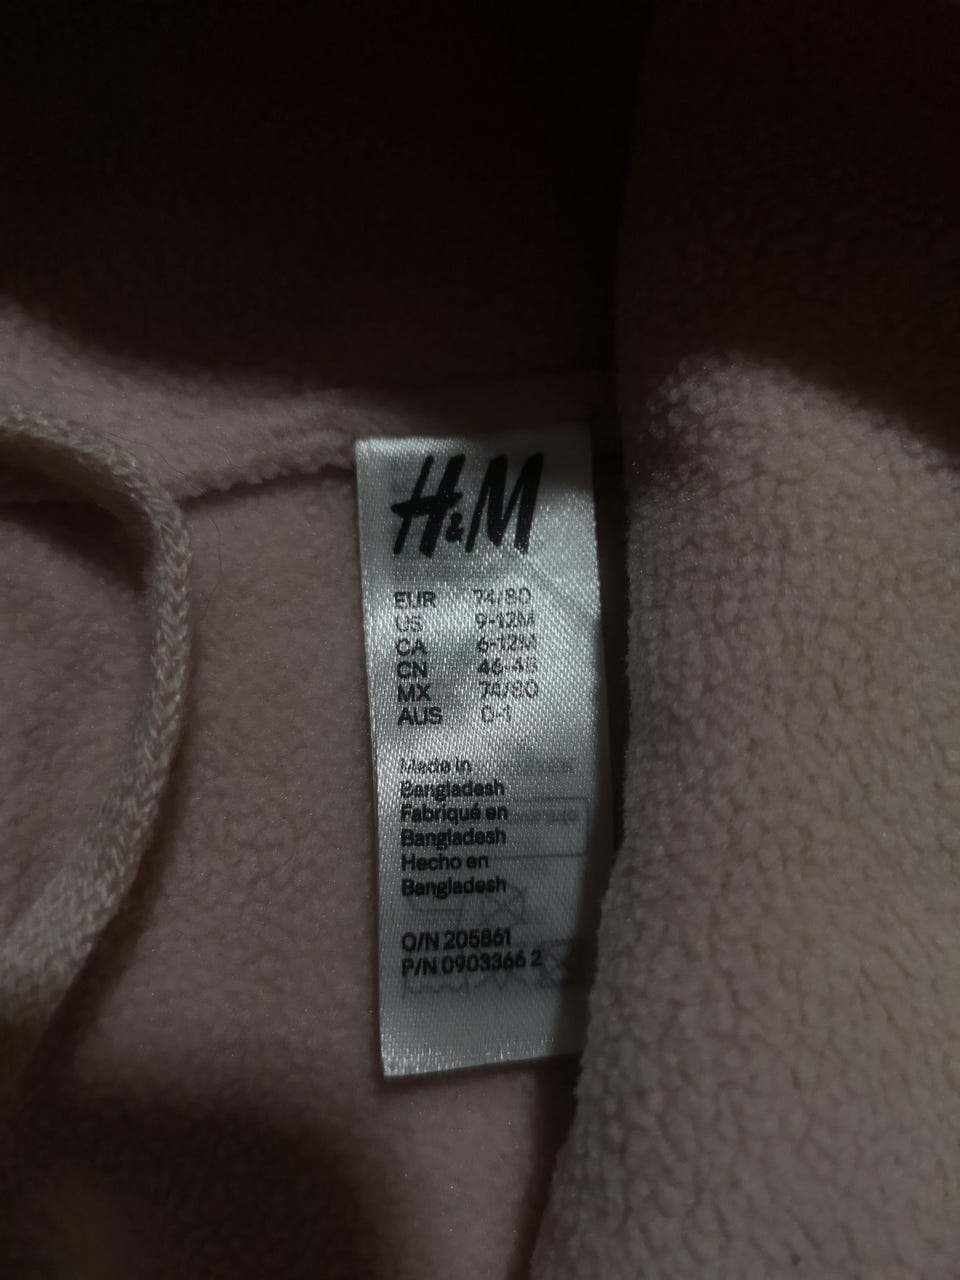 H&M
EUR 74/80
US 9-12M
CA 6-12M
CN 46-48
MX 74/80
AUS 0-1
Made in
Bangladesh
Fabriqué en
Bangladesh
Hecho en
Bangladesh
O/N 205861
P/N 0903366 2